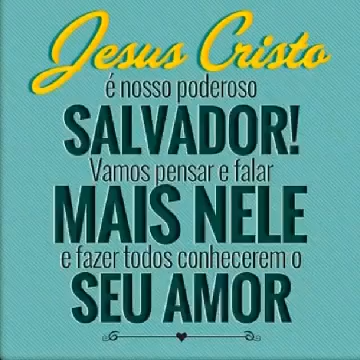 Jesus Cristo
é nosso poderoso
SALVADOR!
Vamos pensar e falar
MAIS NELE
e fazer todos conhecerem o
SEU AMOR